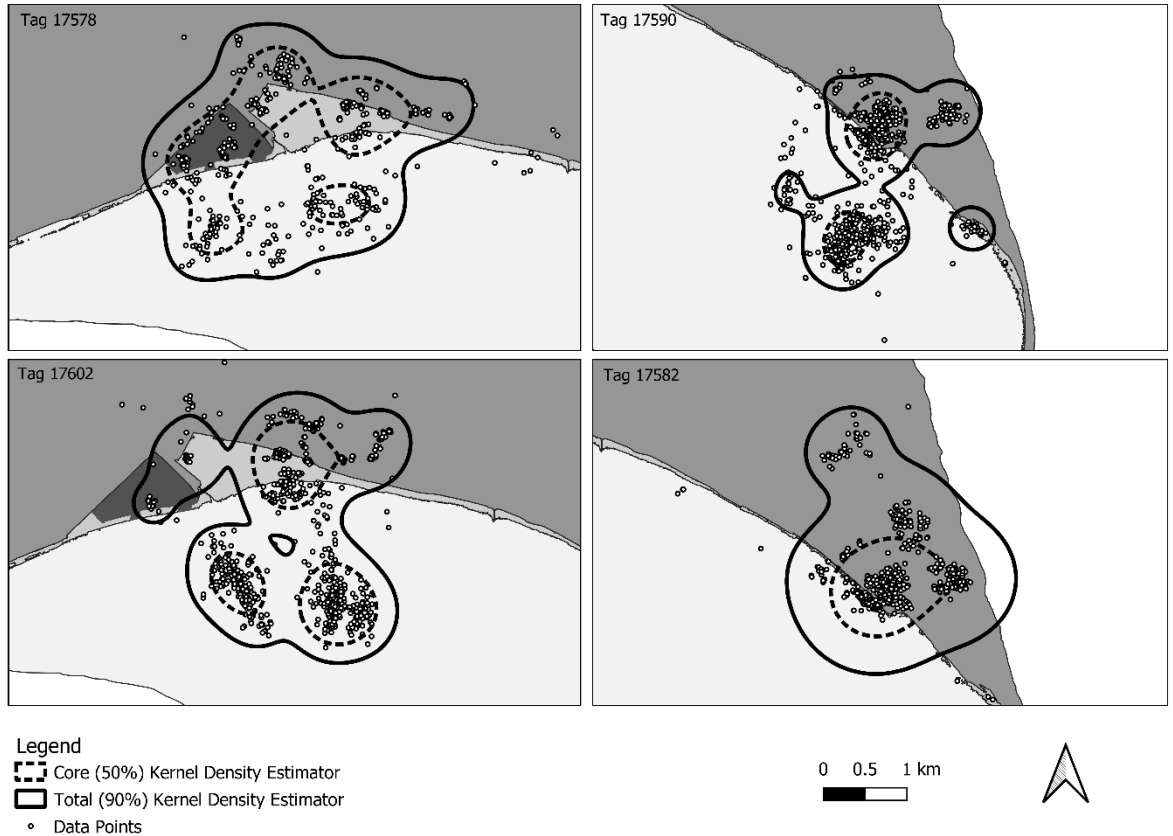 Tag 17578
Tag 17590
Tag 17602
Tag 17582
Legend
Core (50%) Kernel Density Estimator
Total (90%) Kernel Density Estimator
Data Points
0 0.5 1 km